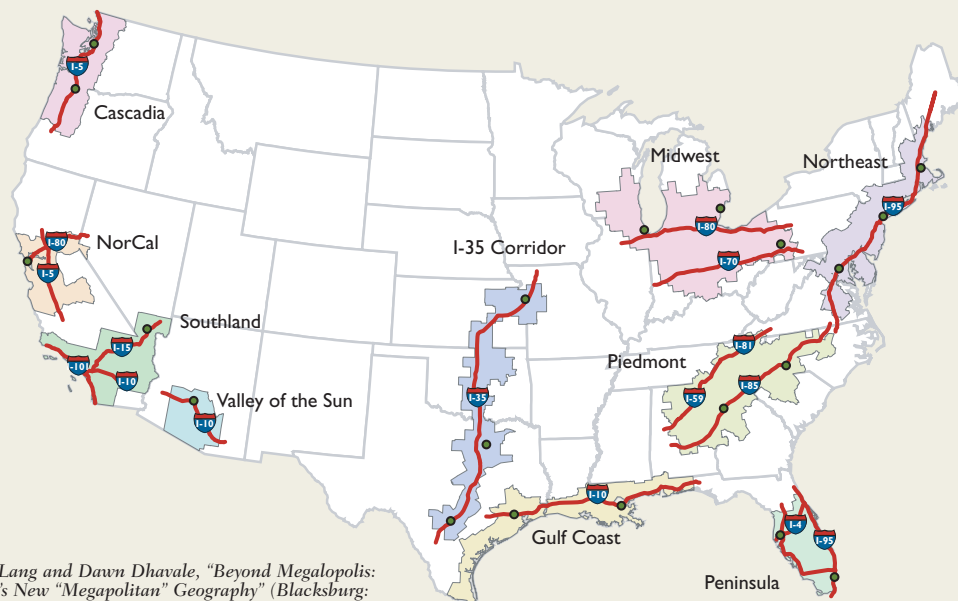 I-5
Cascadia
Midwest
Northeast
I-95
I-80
NorCal
I-5
I-35 Corridor
I-80
I-70
Southland
I-15
I-101
I-10
Valley of the Sun
I-10
I-35
Piedmont
I-81
I-85
I-59
I-10
Gulf Coast
I-4
I-95
Peninsula
Lang and Dawn Dhavale, “Beyond Megalopolis:
’s New “Megapolitan” Geography” (Blacksburg: